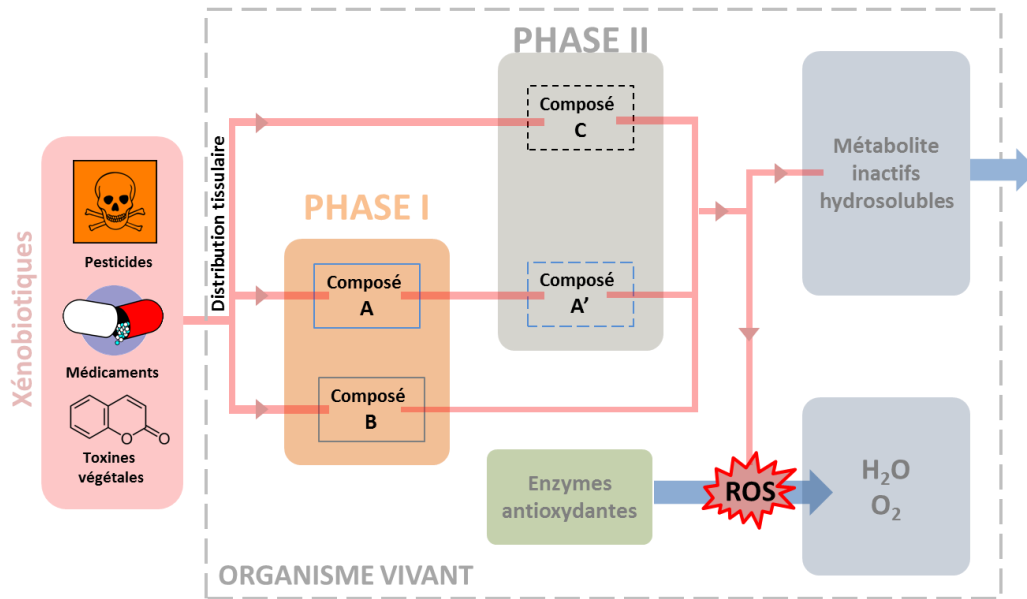 Xénobiotiques
Pesticides
Médicaments
O
O
Toxines
végétales
Distribution tissulaire
PHASE I
Composé
A
Composé
B
PHASE II
Composé
C
Composé
A’
Métabolite
inactifs
hydrosolubles
Enzymes
antioxydantes
ROS
H₂O
O₂
ORGANISME VIVANT